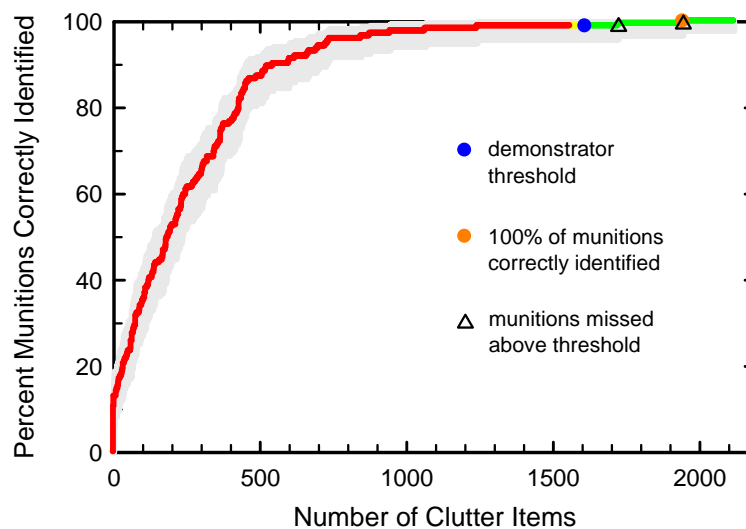 Percent Munitions Correctly Identified
100
80
60
40
20
0
demonstrator
threshold
100% of munitions
correctly identified
munitions missed
above threshold
0 500 1000 1500 2000
Number of Clutter Items